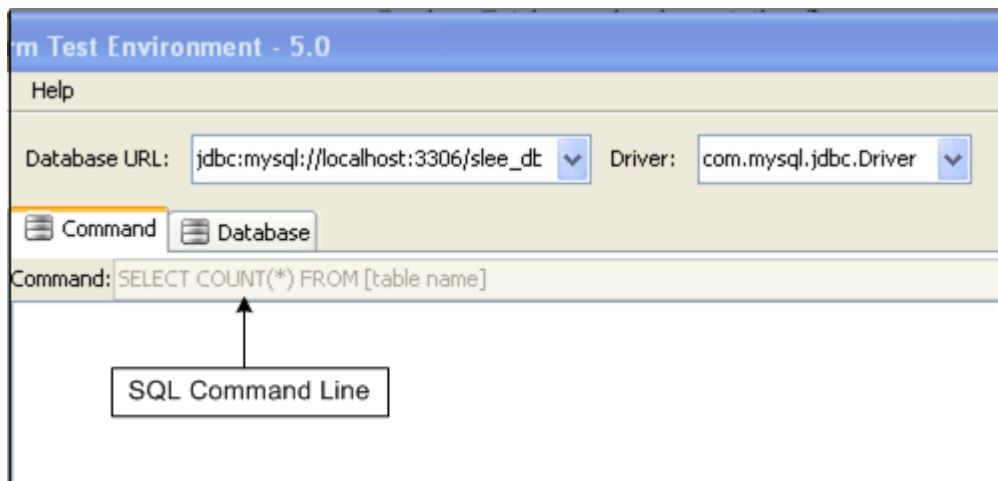 rm Test Environment - 5.0
Help
Database URL: jdbc:mysql://localhost:3306/slee_dt Driver: com.mysql.jdbc.Driver
Command Database
Command: SELECT COUNT(*) FROM [table name]
SQL Command Line